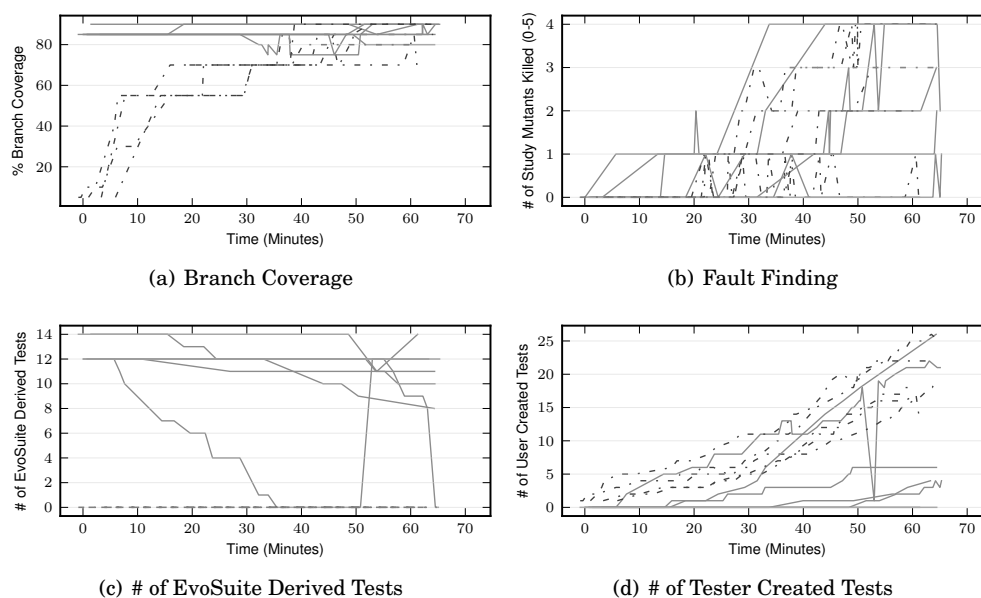 % Branch Coverage
80
60
40
20
0 10 20 30 40 50 60 70
Time (Minutes)
(a) Branch Coverage
# of Study Mutants Killed (0-5)
4
3
2
1
0
0 10 20 30 40 50 60 70
Time (Minutes)
(b) Fault Finding
# of EvoSuite Derived Tests
14
12
10
8
6
4
2
0
0 10 20 30 40 50 60 70
Time (Minutes)
(c) # of EvoSuite Derived Tests
# of User Created Tests
25
20
15
10
5
0
0 10 20 30 40 50 60 70
Time (Minutes)
(d) # of Tester Created Tests